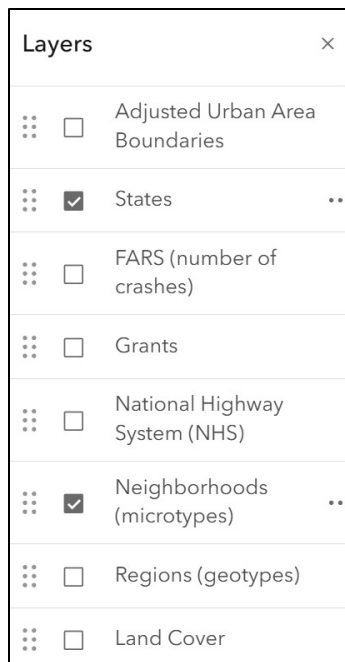 Layers
Adjusted Urban Area
Boundaries
States
FARS (number of
crashes)
Grants
National Highway
System (NHS)
Neighborhoods
(microtypes)
Regions (geotypes)
Land Cover